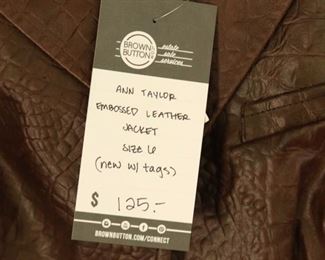 BROWN
BUTTON
estate
sale
services
ANN TAYLOR
EMBOSSED LEATHER
JACKET
SIZE 6
(new w/ tags)
$ 125.-
BROWNBUTTON.COM/CONNECT